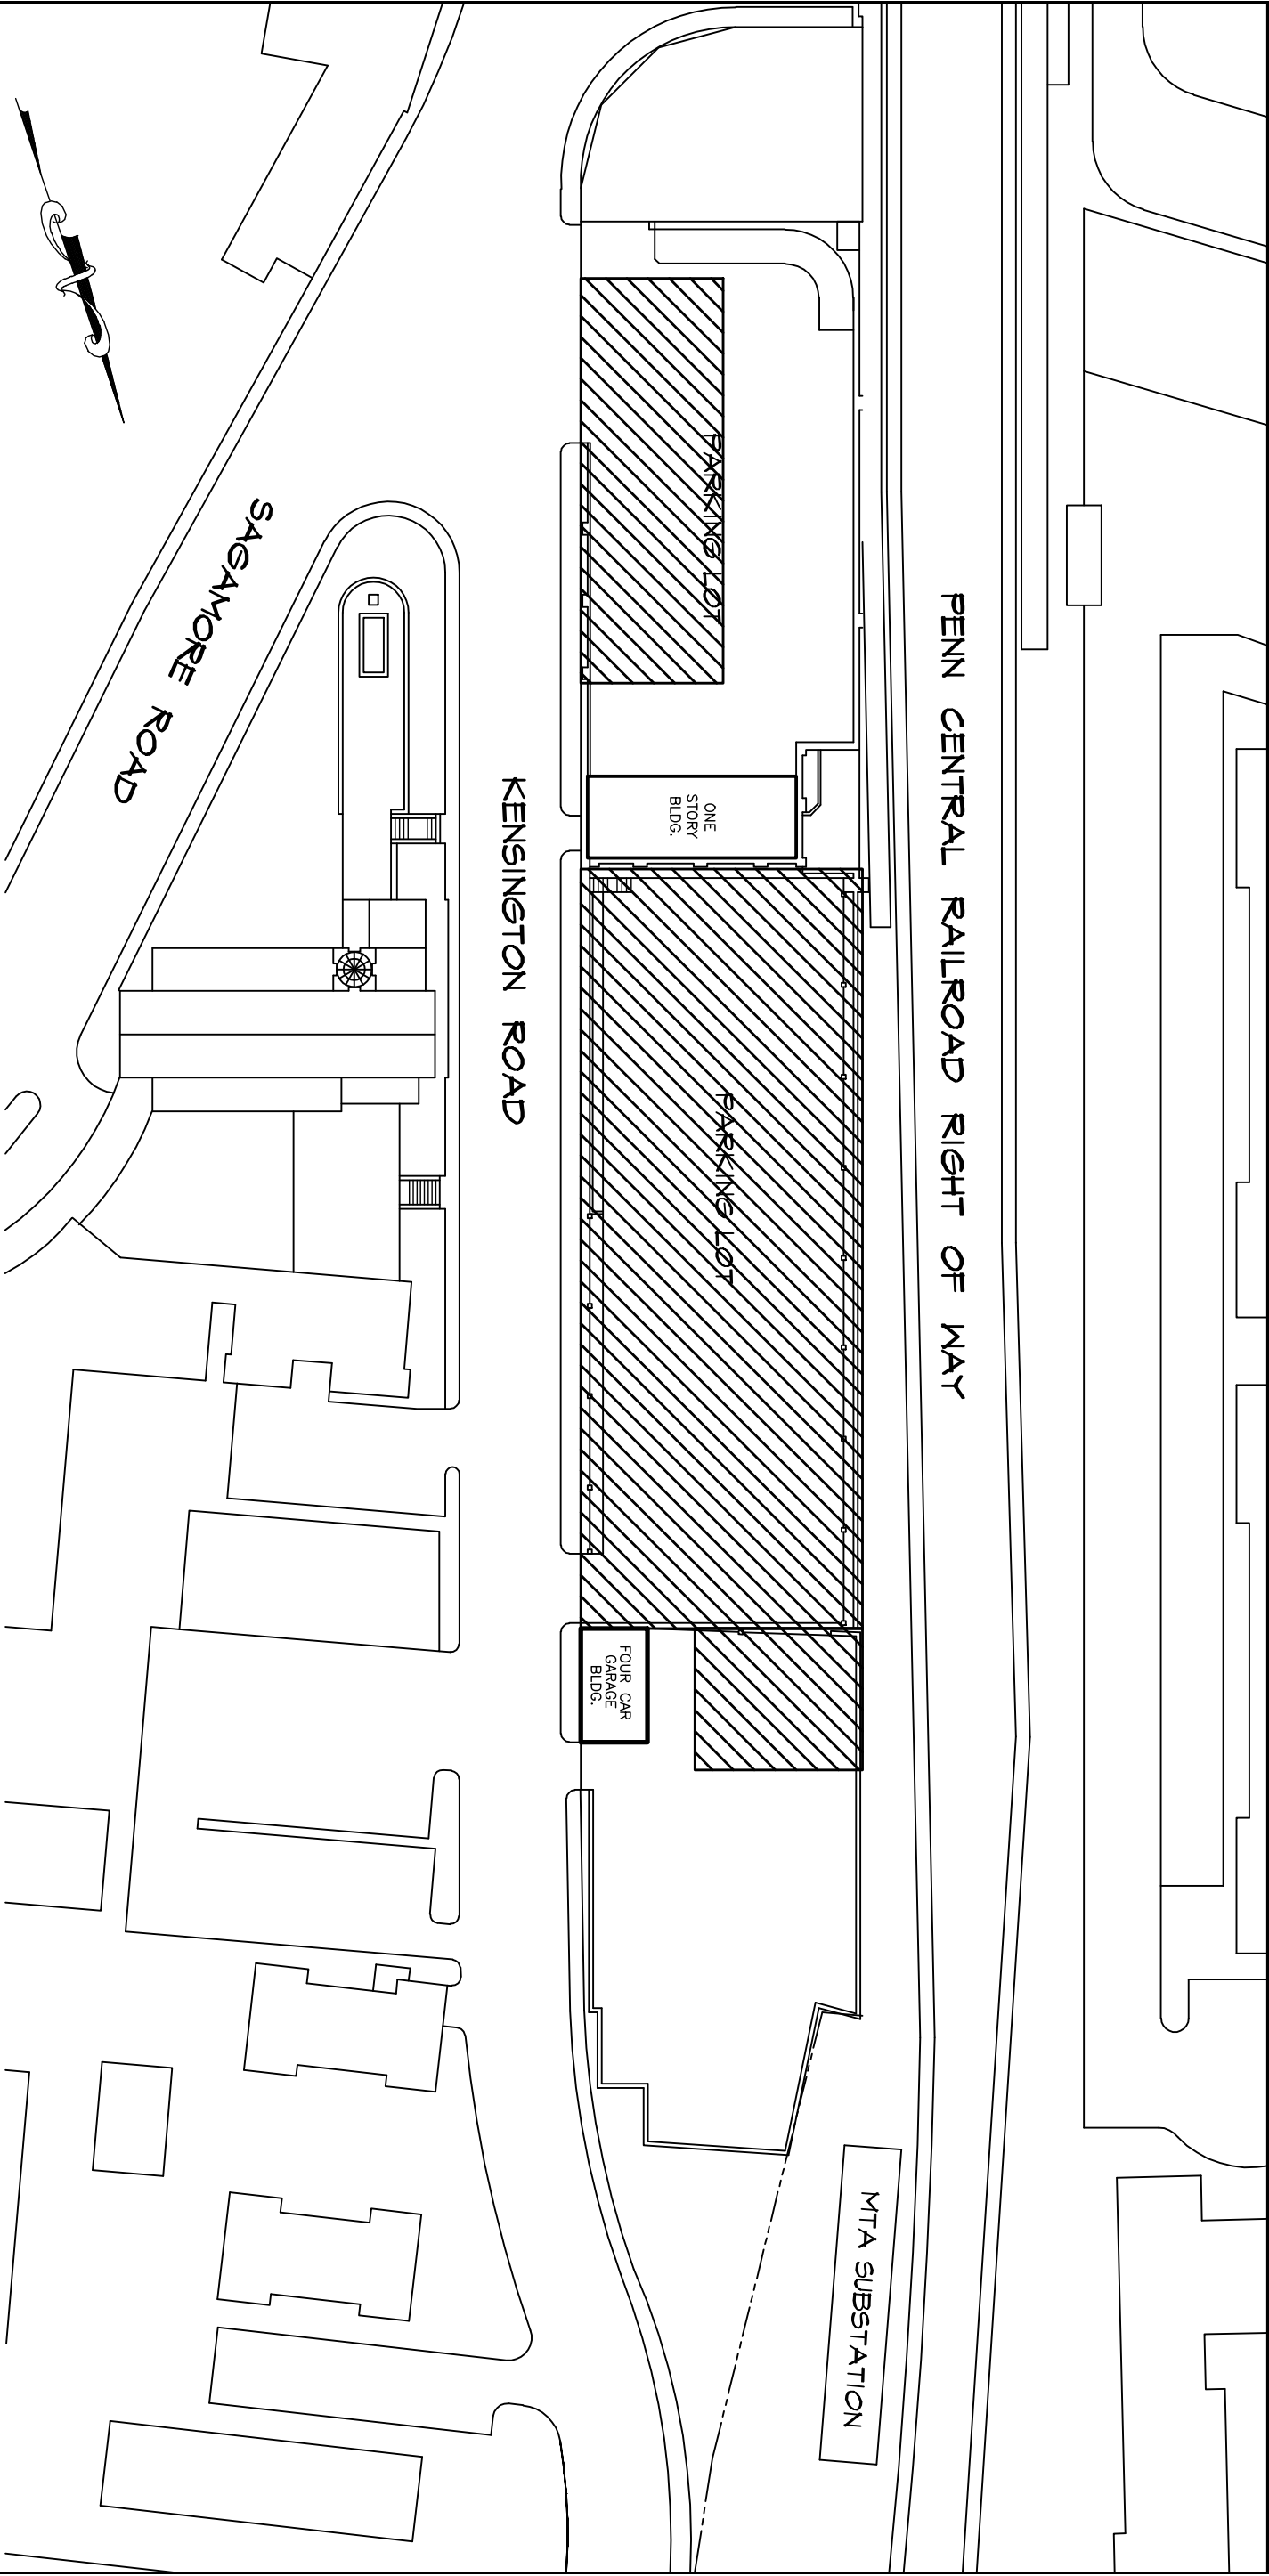 PENN CENTRAL RAILROAD RIGHT OF WAY
MTA SUBSTATION
PARKING LOT
PARKING LOT
ONE
STORY
BLDG.
FOUR CAR
GARAGE
BLDG.
KENSINGTON ROAD
SAGAMORE ROAD